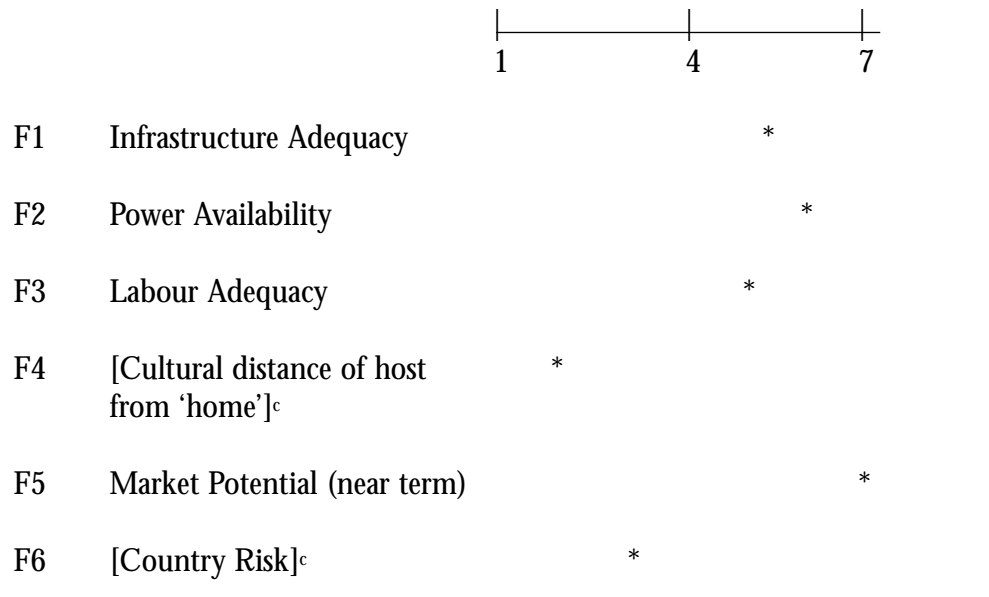 1 4 7
F1 Infrastructure Adequacy *
F2 Power Availability *
F3 Labour Adequacy *
F4 [Cultural distance of host *
from ‘home’]c
F5 Market Potential (near term) *
F6 [Country Risk]c *